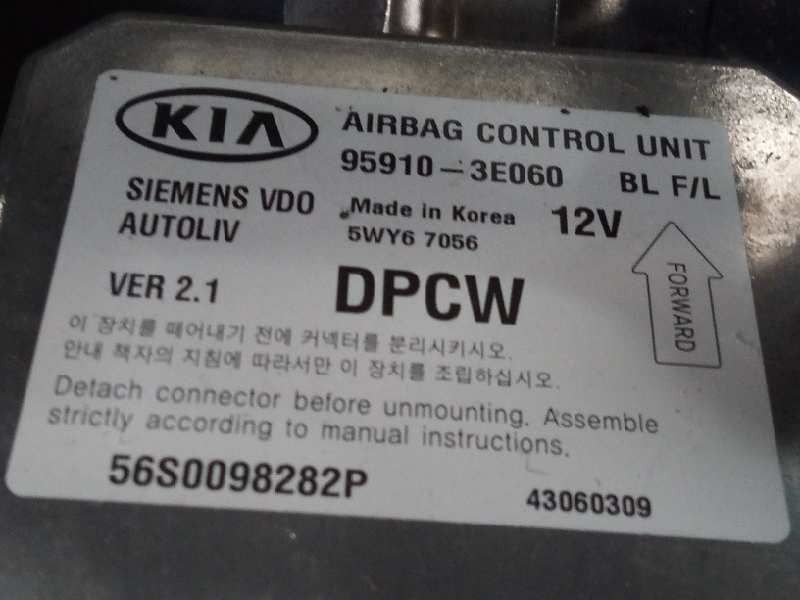 KIA AIRBAG CONTROL UNIT
95910-3E060 BL F/L
SIEMENS VDO Made in Korea 12V
AUTOLIV 5WY6 7056
VER 2.1 DPCW
FORWARD
이 장치를 떼어내기 전에 커넥터를 분리시키시오.
안내 책자의 지침에 따라서만 이 장치를 조립하십시오.
Detach connector before unmounting. Assemble
strictly according to manual instructions.
56S0098282P 43060309